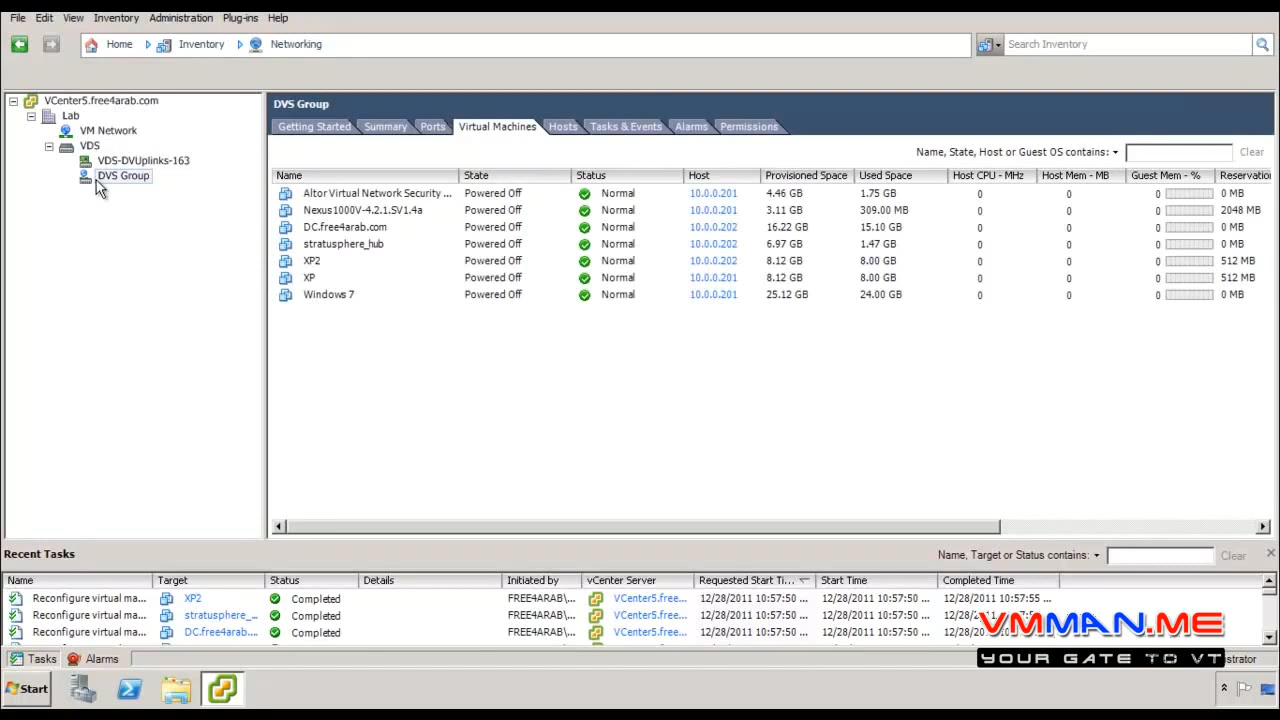 File Edit View Inventory Administration Plug-ins Help
Home Inventory Networking Search Inventory
VCenter5.free4arab.com
Lab
VM Network
VDS
VDS-DVUplinks-163
DVS Group
DVS Group
Getting Started Summary Ports Virtual Machines Hosts Tasks & Events Alarms Permissions
Name, State, Host or Guest OS contains: Clear
Name State Status Host Provisioned Space Used Space Host CPU - MHz Host Mem - MB Guest Mem - % Reservation
Altor Virtual Network Security ... Powered Off Normal 10.0.0.201 4.46 GB 1.75 GB 0 0 0 0 MB
Nexus1000V-4.2.1.SV1.4a Powered Off Normal 10.0.0.201 3.11 GB 309.00 MB 0 0 0 2048 MB
DC.free4arab.com Powered Off Normal 10.0.0.202 16.22 GB 15.10 GB 0 0 0 0 MB
stratusphere_hub Powered Off Normal 10.0.0.202 6.97 GB 1.47 GB 0 0 0 0 MB
XP2 Powered Off Normal 10.0.0.202 8.12 GB 8.00 GB 0 0 0 512 MB
XP Powered Off Normal 10.0.0.201 8.12 GB 8.00 GB 0 0 0 512 MB
Windows 7 Powered Off Normal 10.0.0.201 25.12 GB 24.00 GB 0 0 0 0 MB
Recent Tasks
Name, Target or Status contains: Clear
Name Target Status Details Initiated by vCenter Server Requested Start Ti... Start Time Completed Time
Reconfigure virtual ma... XP2 Completed FREE4ARAB\... VCenter5.free... 12/28/2011 10:57:50 ... 12/28/2011 10:57:50 ... 12/28/2011 10:57:55 ...
Reconfigure virtual ma... stratusphere_... Completed FREE4ARAB\... VCenter5.free... 12/28/2011 10:57:50 ... 12/28/2011 10:57:50 ...
Reconfigure virtual ma... DC.free4arab.... Completed FREE4ARAB\... VCenter5.free... 12/28/2011 10:57:50 ... 12/28/2011 10:57:50 ...
VMMAN.ME
YOUR GATE TO VT
Tasks Alarms istrator
Start